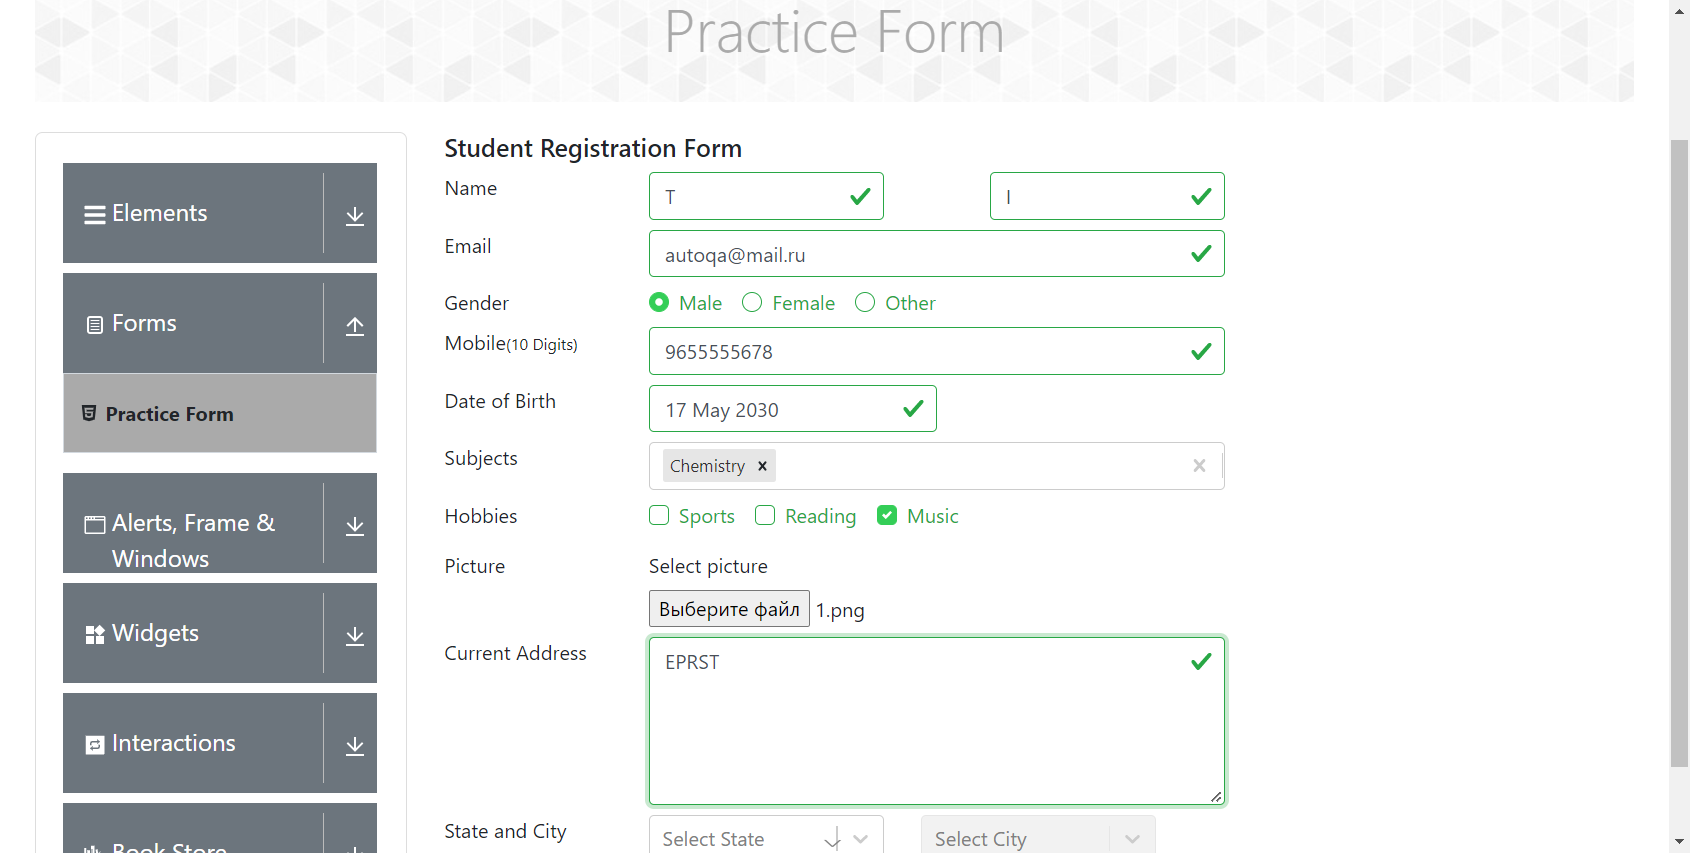 Practice Form
Elements
Forms
Practice Form
Alerts, Frame &
Windows
Widgets
Interactions
Book Store
Student Registration Form
Name
T
I
Email
autoqa@mail.ru
Gender
Male
Female
Other
Mobile(10 Digits)
9655555678
Date of Birth
17 May 2030
Subjects
Chemistry
Hobbies
Sports
Reading
Music
Picture
Select picture
Выберите файл 1.png
Current Address
EPRST
State and City
Select State
Select City